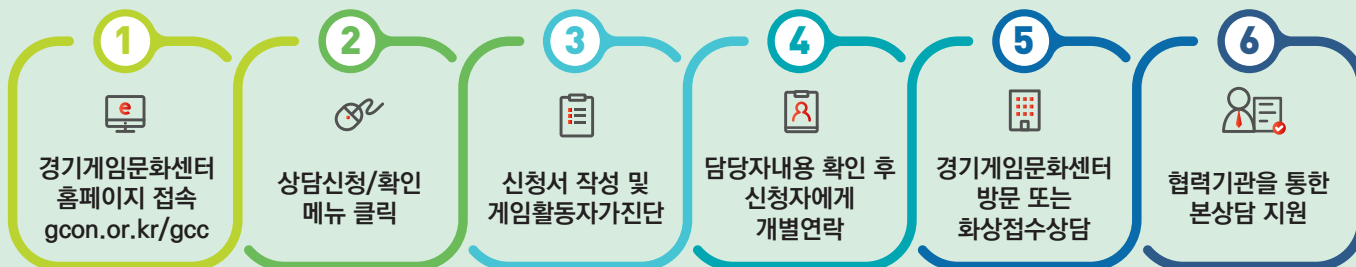 1
경기게임문화센터
홈페이지 접속
gcon.or.kr/gcc
2
상담신청/확인
메뉴 클릭
3
신청서 작성 및
게임활동자가진단
4
담당자내용 확인 후
신청자에게
개별연락
5
경기게임문화센터
방문 또는
화상접수상담
6
협력기관을 통한
본상담 지원